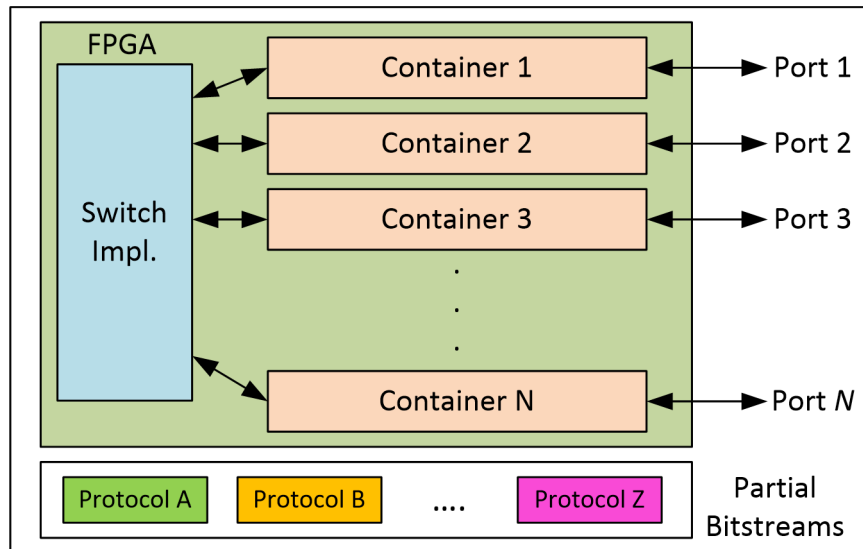 FPGA
Switch
Impl.
Container 1
Container 2
Container 3
.
.
.
Container N
Port 1
Port 2
Port 3
Port N
Protocol A
Protocol B
....
Protocol Z
Partial
Bitstreams